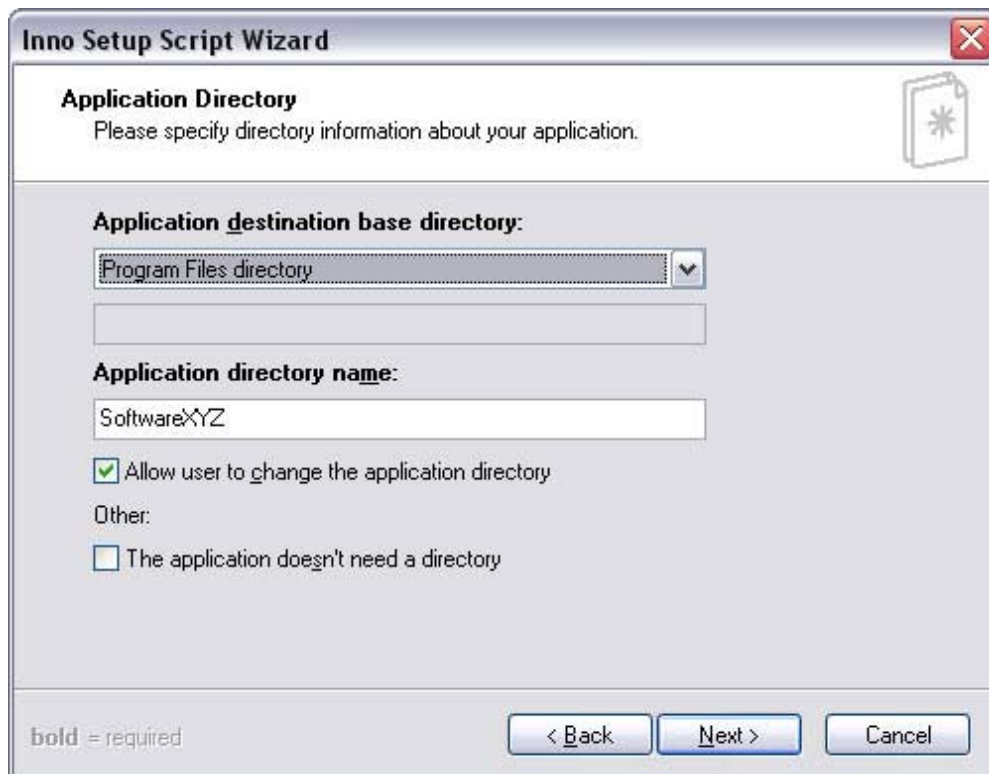 Inno Setup Script Wizard
Application Directory
Please specify directory information about your application.
Application destination base directory:
Program Files directory
Application directory name:
SoftwareXYZ
Allow user to change the application directory
Other:
The application doesn't need a directory
bold = required
< Back
Next >
Cancel